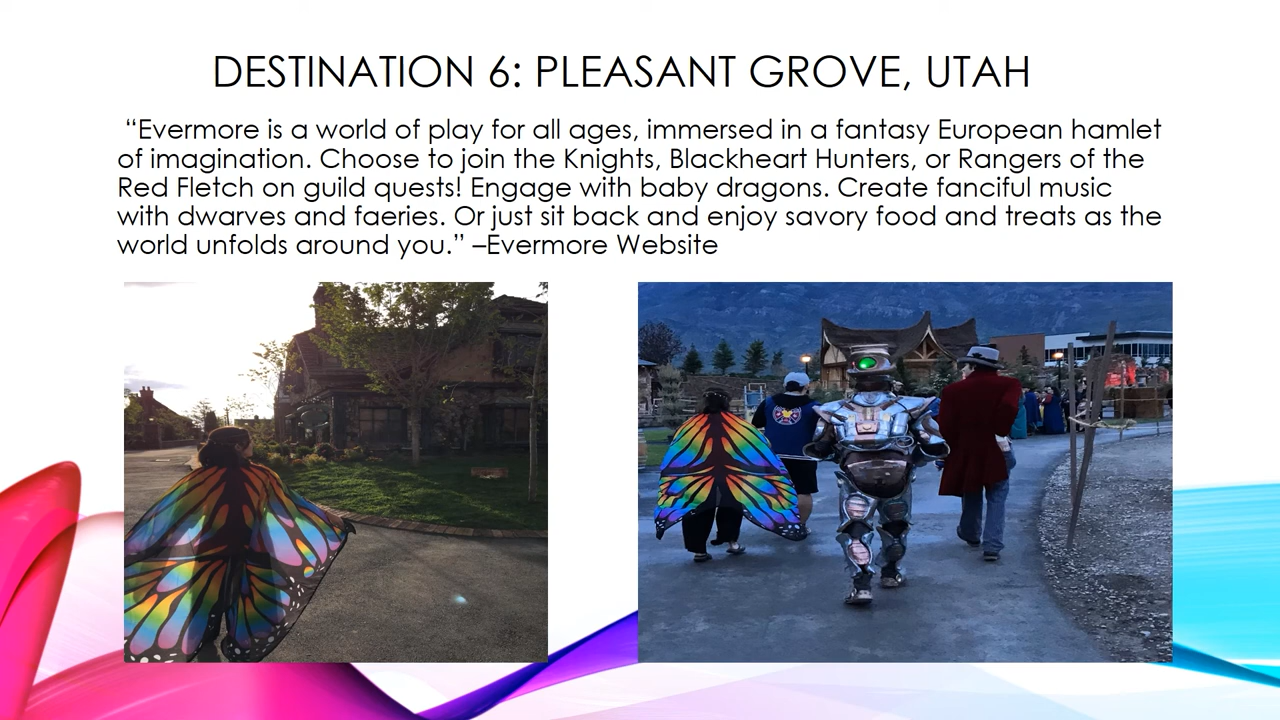 DESTINATION 6: PLEASANT GROVE, UTAH
“Evermore is a world of play for all ages, immersed in a fantasy European hamlet
of imagination. Choose to join the Knights, Blackheart Hunters, or Rangers of the
Red Fletch on guild quests! Engage with baby dragons. Create fanciful music
with dwarves and faeries. Or just sit back and enjoy savory food and treats as the
world unfolds around you.” –Evermore Website